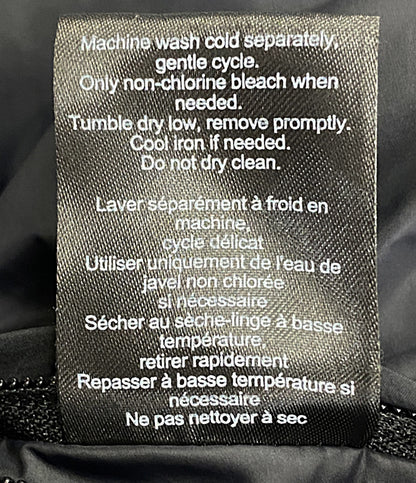 Machine wash cold separately,
gentle cycle.
Only non-chlorine bleach when
needed.
Tumble dry low, remove promptly.
Cool iron if needed.
Do not dry clean.
Laver séparément à froid en
machine,
cycle délicat
Utiliser uniquement de l'eau de
javel non chlorée
si nécessaire
Sécher au sèche-linge à basse
température,
retirer rapidement
Repasser à basse température si
nécessaire
Ne pas nettoyer à sec